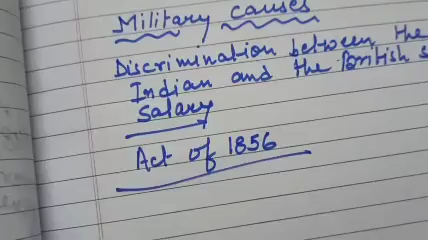 Military causes
Discrimination between the
Indian and the British
Salary
Act of 1856